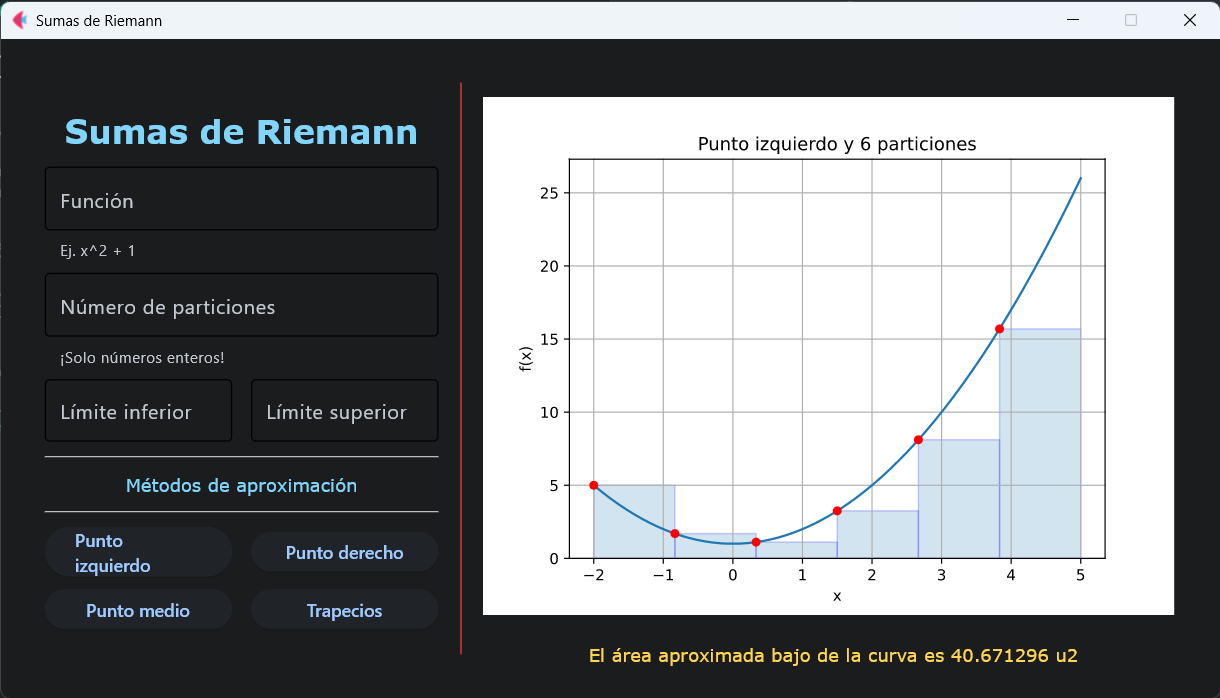 Sumas de Riemann
Sumas de Riemann
Función
Ej. x^2 + 1
Número de particiones
¡Solo números enteros!
Límite inferior
Límite superior
Métodos de aproximación
Punto
izquierdo
Punto derecho
Punto medio
Trapecios
Punto izquierdo y 6 particiones
25
20
15
10
5
0
f(x)
−2 −1 0 1 2 3 4 5
x
El área aproximada bajo de la curva es 40.671296 u2